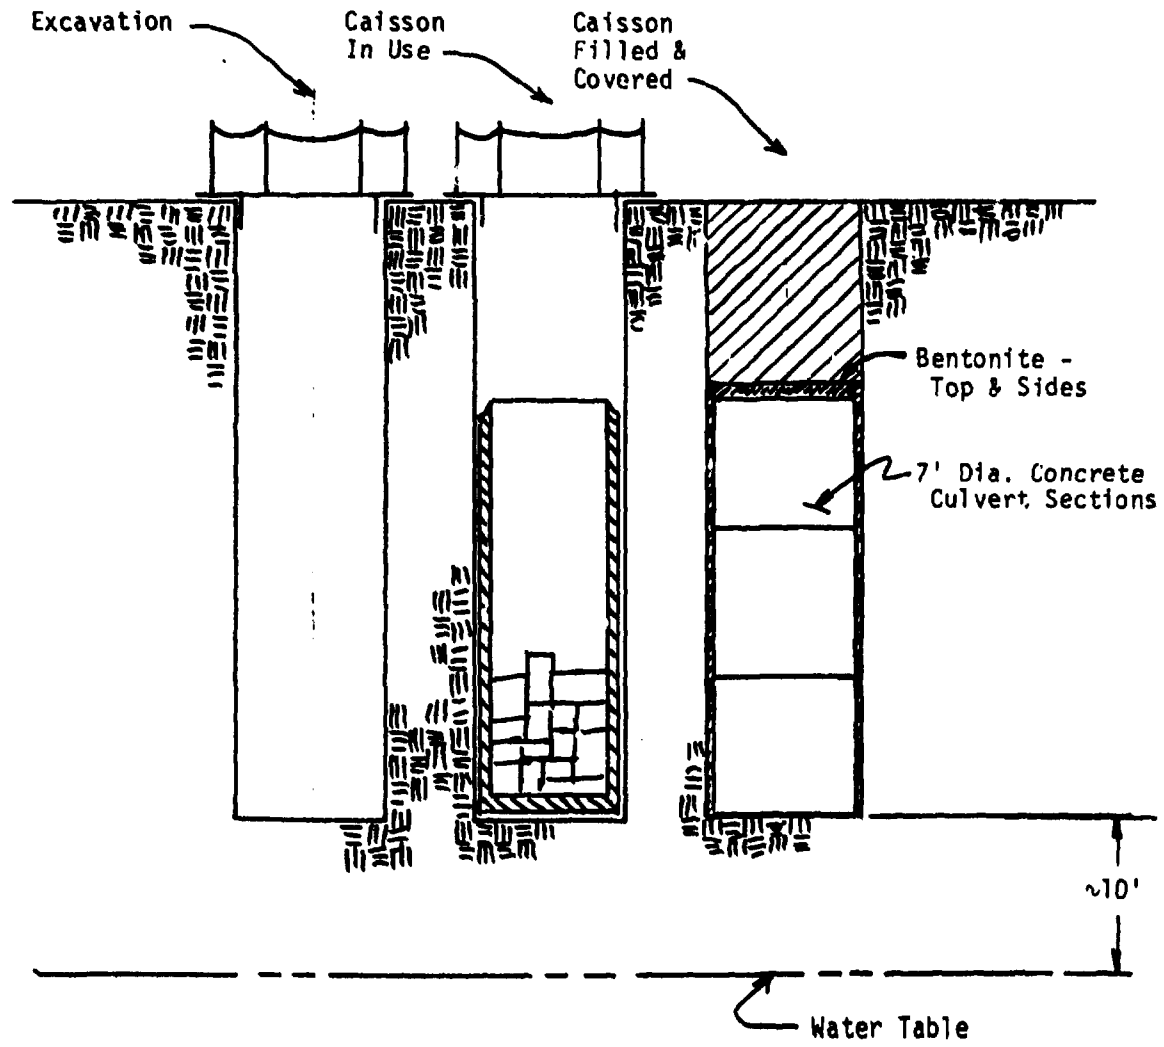 Excavation
Caisson
In Use
Caisson
Filled &
Covered
Bentonite -
Top & Sides
7' Dia. Concrete
Culvert Sections
~10'
Water Table